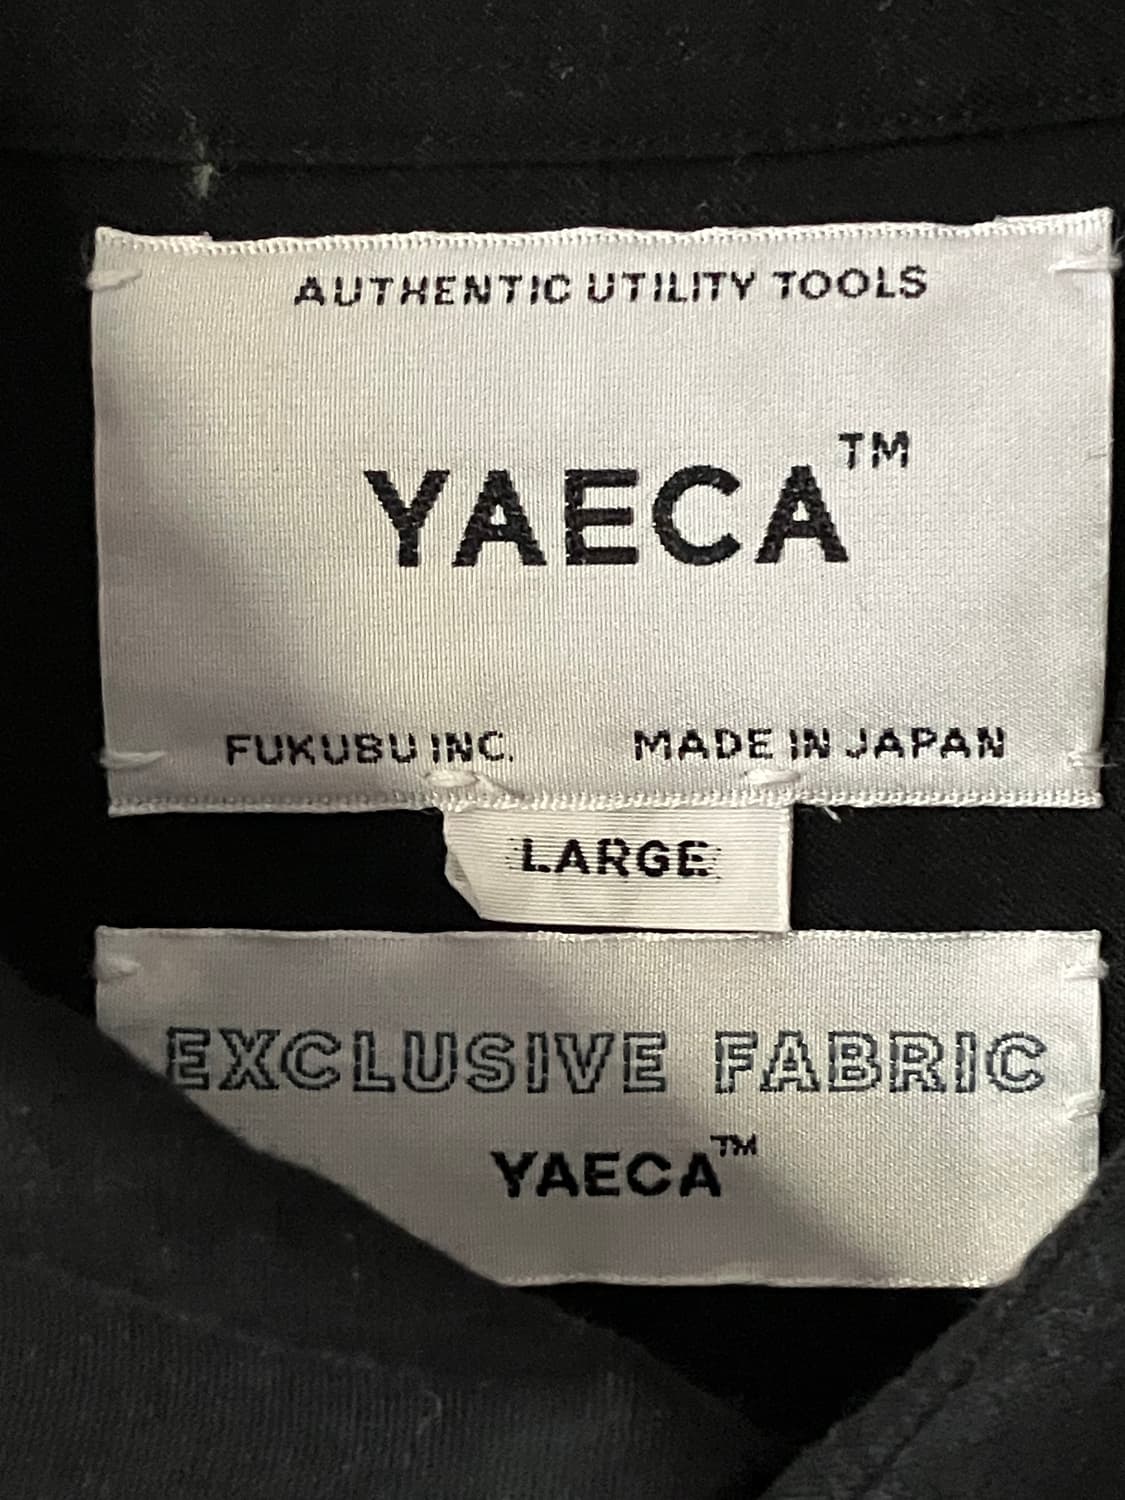 AUTHENTIC UTILITY TOOLS
YAECA™
FUKUBU INC. MADE IN JAPAN
LARGE
EXCLUSIVE FABRIC
YAECA™